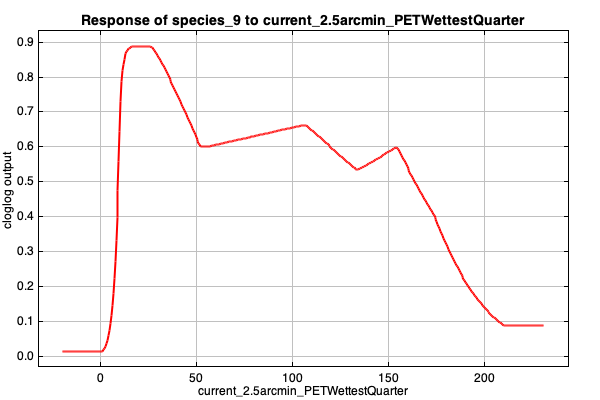 Response of species_9 to current_2.5arcmin_PETWettestQuarter
0.9
0.8
0.7
0.6
0.5
0.4
0.3
0.2
0.1
0.0
cloglog output
0 50 100 150 200
current_2.5arcmin_PETWettestQuarter